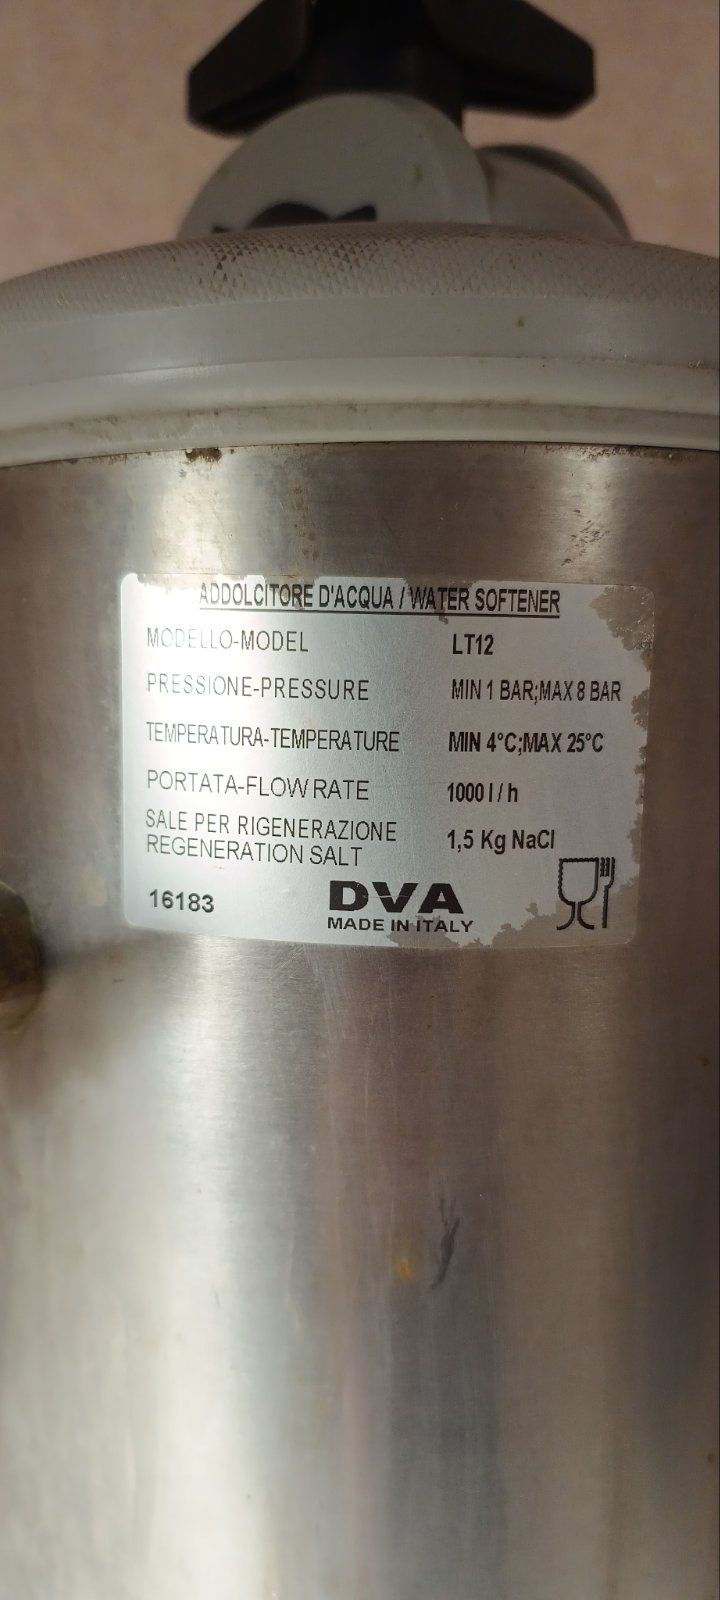 ADDOLCITORE D'ACQUA / WATER SOFTENER
MODELLO-MODEL LT12
PRESSIONE-PRESSURE MIN 1 BAR;MAX 8 BAR
TEMPERATURA-TEMPERATURE MIN 4°C;MAX 25°C
PORTATA-FLOW RATE 1000 l / h
SALE PER RIGENERAZIONE
REGENERATION SALT 1,5 Kg NaCl
16183 DVA
MADE IN ITALY